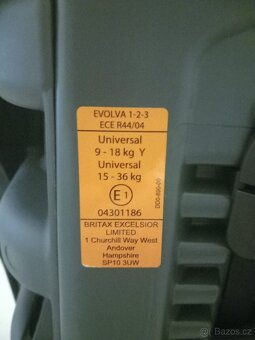 EVOLVA 1-2-3
ECE R44/04
Universal
9 - 18 kg Y
Universal
15 - 36 kg
E1
04301186
BRITAX EXCELSIOR
LIMITED
1 Churchill Way West
Andover
Hampshire
SP10 3UW
Bazoš.cz